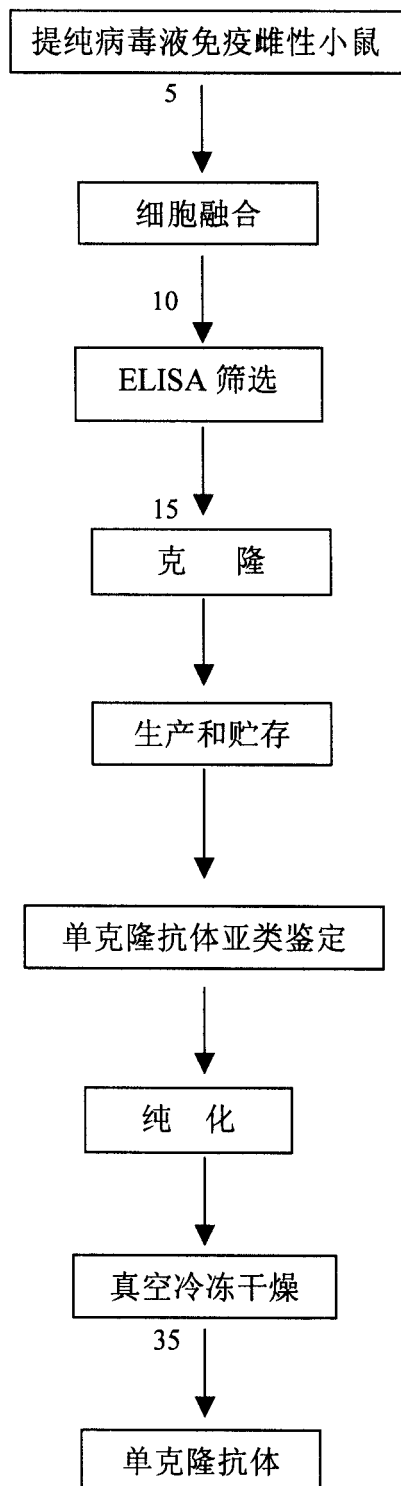 提纯病毒液免疫雌性小鼠
5
细胞融合
10
ELISA 筛选
15
克 隆
生产和贮存
单克隆抗体亚类鉴定
纯 化
真空冷冻干燥
35
单克隆抗体